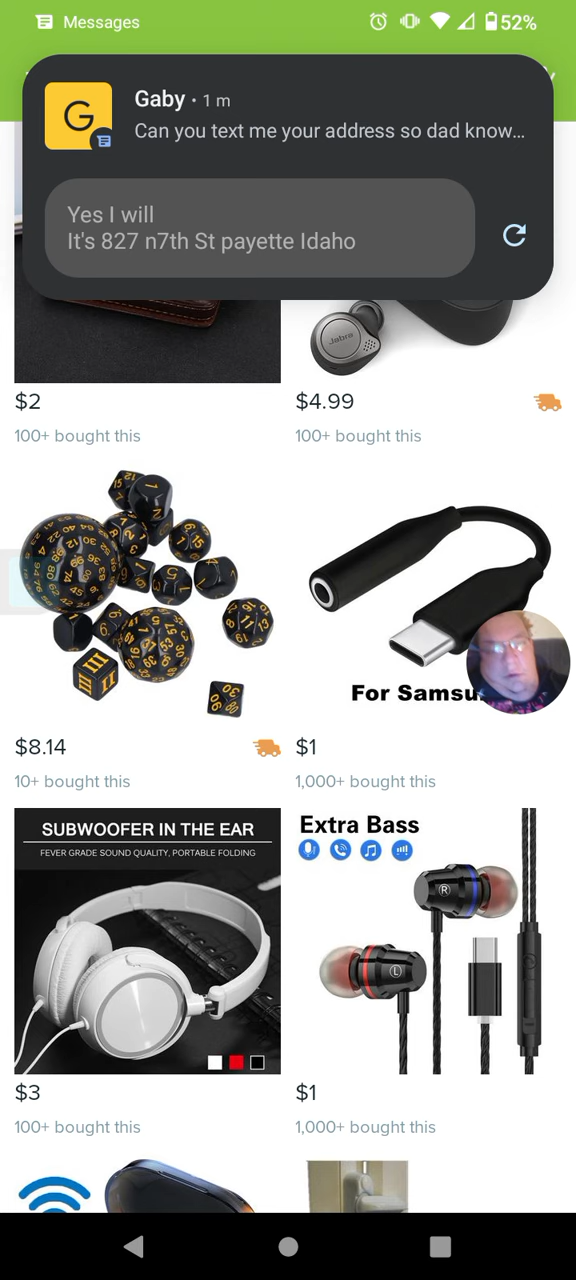 Messages
52%
Gaby • 1 m
Can you text me your address so dad know...
Yes I will
It's 827 n7th St payette Idaho
Jabra
$2
$4.99
100+ bought this
100+ bought this
For Samsu
$8.14
$1
10+ bought this
1,000+ bought this
SUBWOOFER IN THE EAR
FEVER GRADE SOUND QUALITY, PORTABLE FOLDING
Extra Bass
R
L
$3
$1
100+ bought this
1,000+ bought this